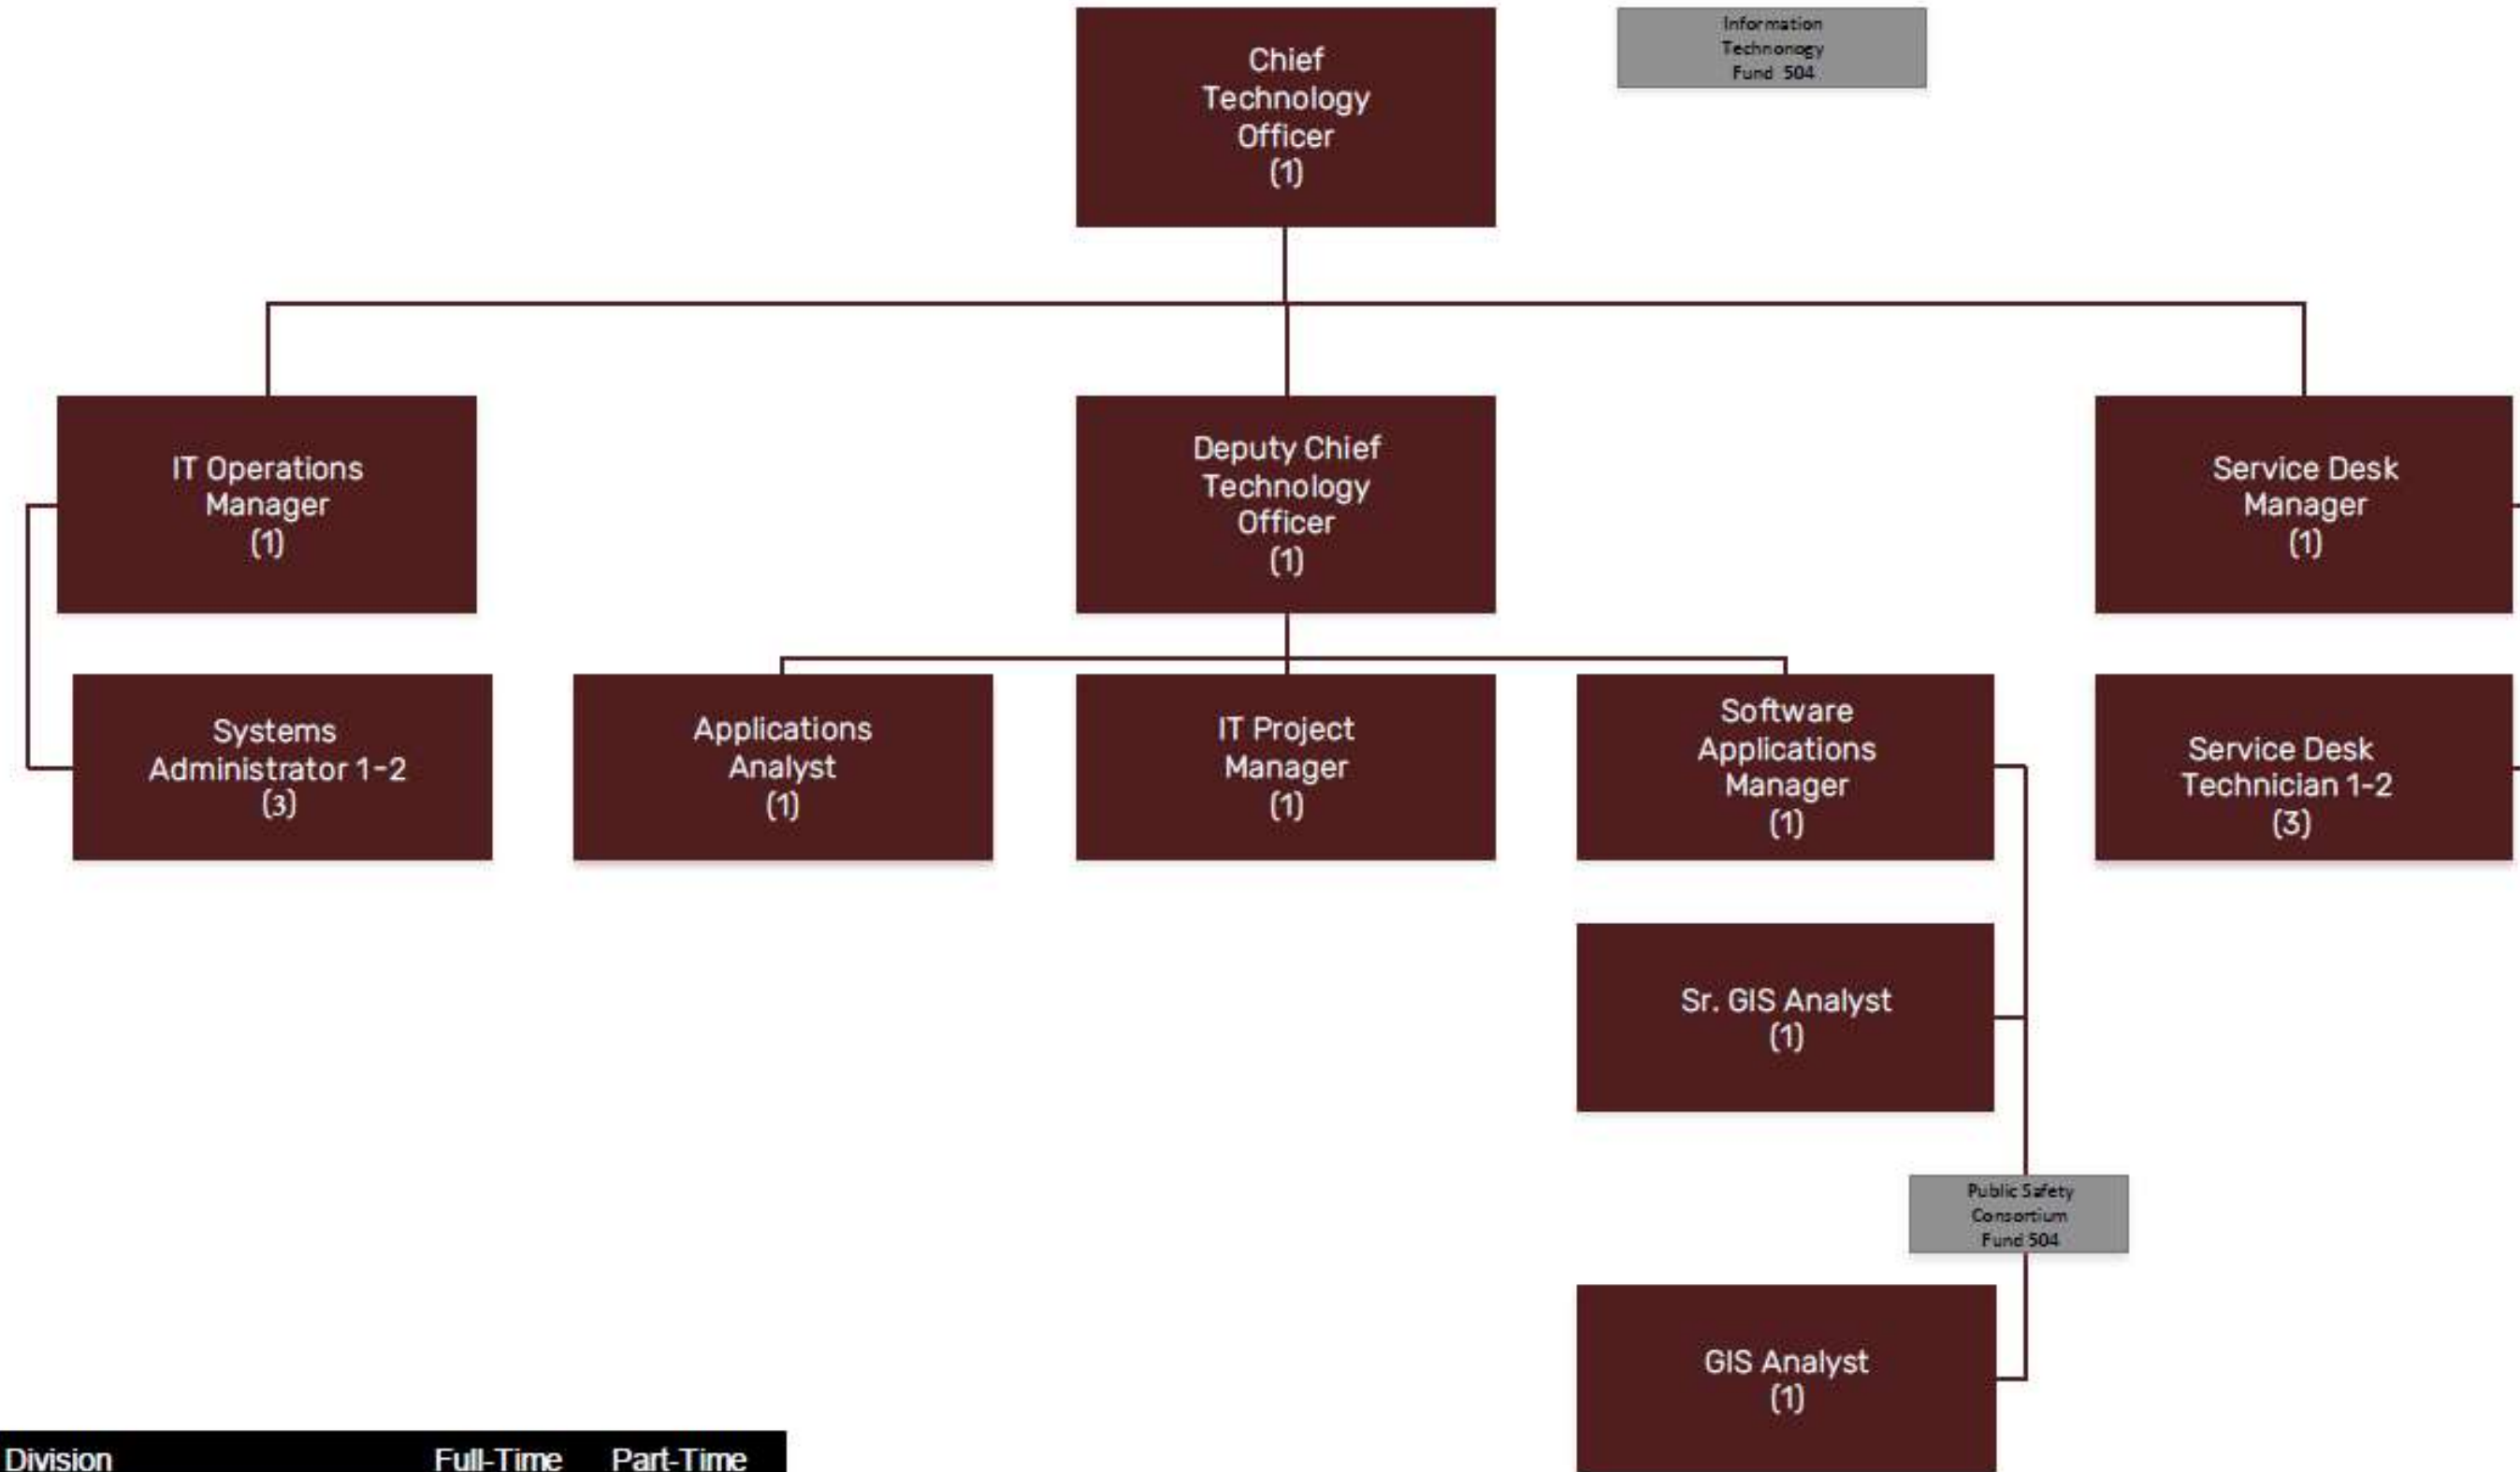 Chief
Technology
Officer
(1)
Information
Technonogy
Fund 504
IT Operations
Manager
(1)
Deputy Chief
Technology
Officer
(1)
Service Desk
Manager
(1)
Systems
Administrator 1-2
(3)
Applications
Analyst
(1)
IT Project
Manager
(1)
Software
Applications
Manager
(1)
Service Desk
Technician 1-2
(3)
Sr. GIS Analyst
(1)
Public Safety
Consortium
Fund 504
GIS Analyst
(1)
Division Full-Time Part-Time